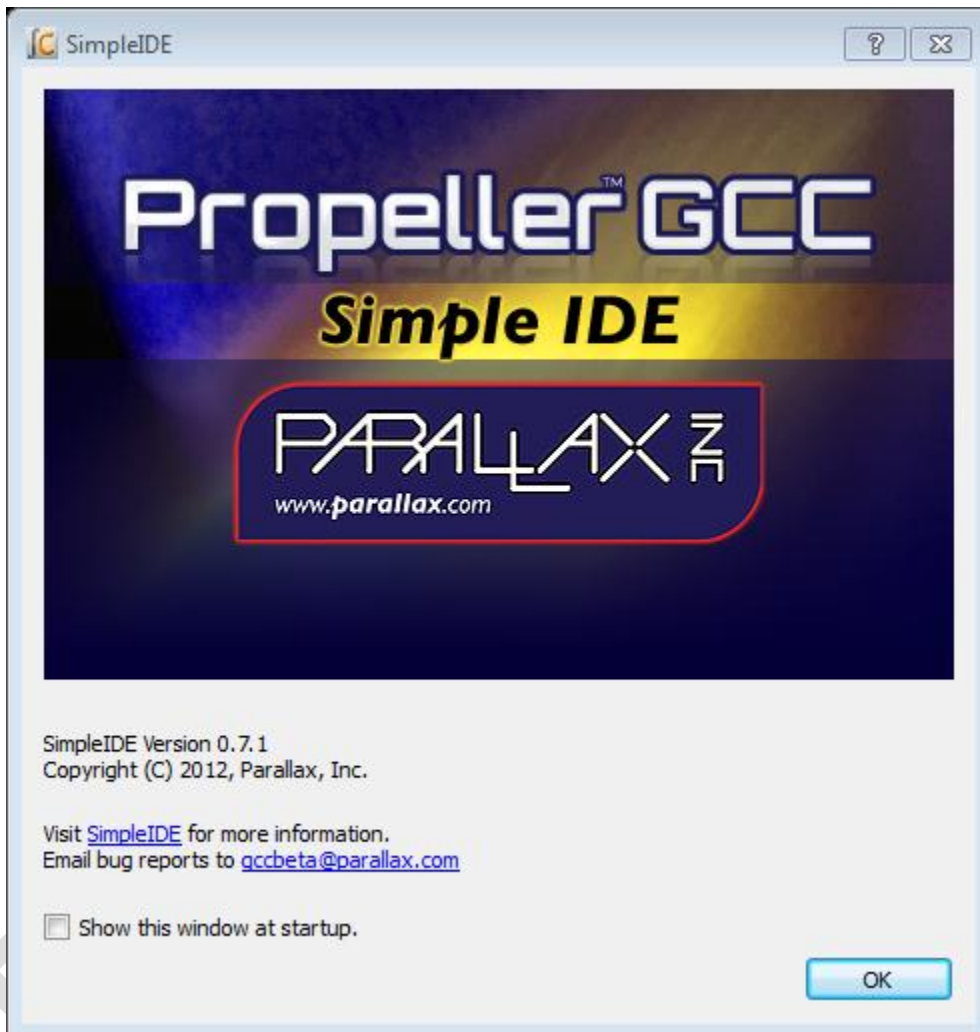 SimpleIDE
Propeller™ GCC
Simple IDE
PARALLAX INC
www.parallax.com
SimpleIDE Version 0.7.1
Copyright (C) 2012, Parallax, Inc.
Visit SimpleIDE for more information.
Email bug reports to gccbeta@parallax.com
Show this window at startup.
OK